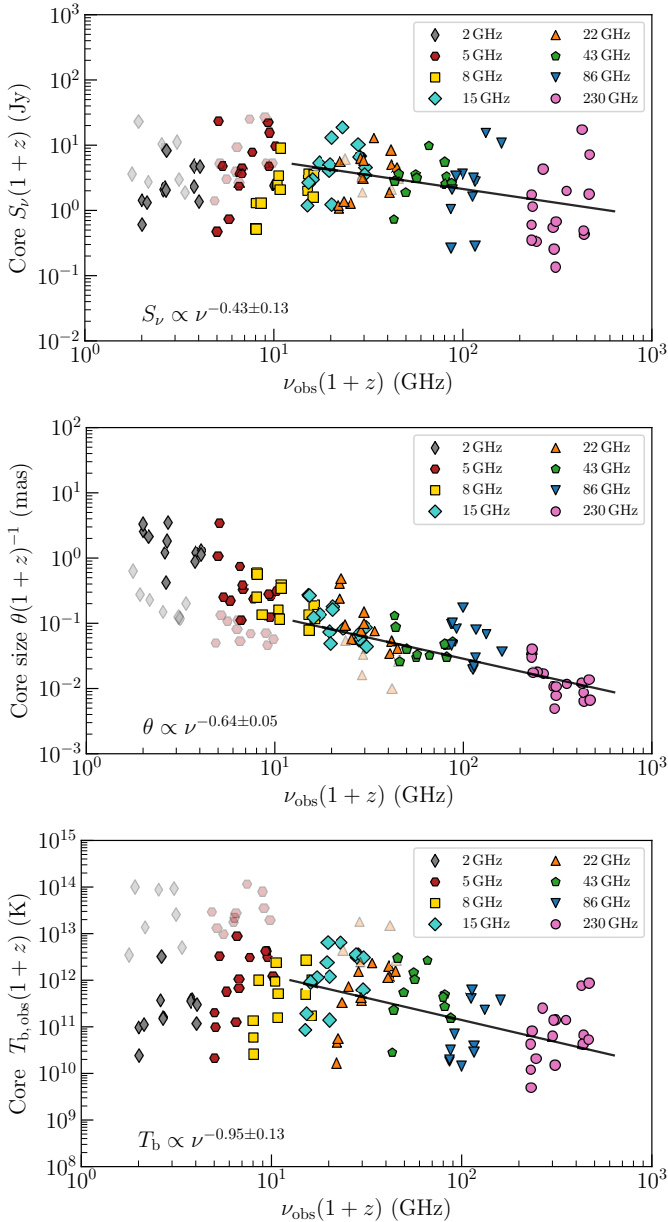 10³
10²
10¹
10⁰
10⁻¹
10⁻²
Core S_ν(1 + z) (Jy)
2 GHz 22 GHz
5 GHz 43 GHz
8 GHz 86 GHz
15 GHz 230 GHz
S_ν ∝ ν^−0.43±0.13
10⁰ 10¹ 10² 10³
ν_obs(1 + z) (GHz)
10²
10¹
10⁰
10⁻¹
10⁻²
10⁻³
Core size θ(1 + z)⁻¹ (mas)
2 GHz 22 GHz
5 GHz 43 GHz
8 GHz 86 GHz
15 GHz 230 GHz
θ ∝ ν^−0.64±0.05
10⁰ 10¹ 10² 10³
ν_obs(1 + z) (GHz)
10¹⁵
10¹⁴
10¹³
10¹²
10¹¹
10¹⁰
10⁹
10⁸
Core T_b,obs(1 + z) (K)
2 GHz 22 GHz
5 GHz 43 GHz
8 GHz 86 GHz
15 GHz 230 GHz
T_b ∝ ν^−0.95±0.13
10⁰ 10¹ 10² 10³
ν_obs(1 + z) (GHz)